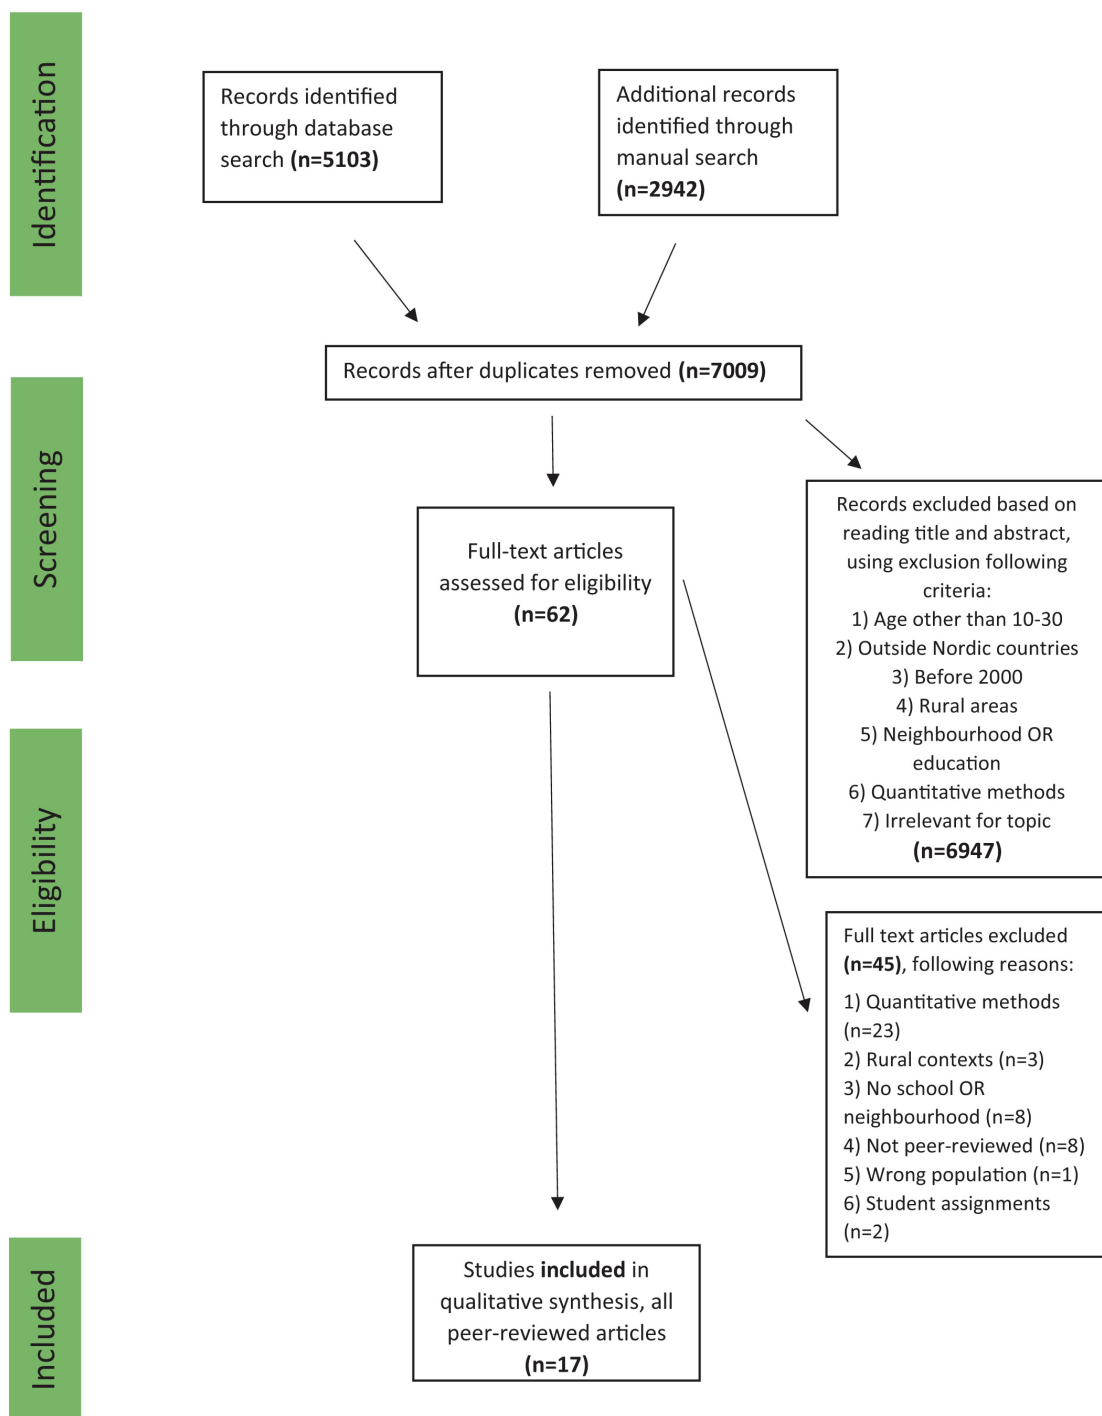 Identification
Records identified
through database
search (n=5103)
Additional records
identified through
manual search
(n=2942)
Records after duplicates removed (n=7009)
Screening
Full-text articles
assessed for eligibility
(n=62)
Records excluded based on
reading title and abstract,
using exclusion following
criteria:
1) Age other than 10-30
2) Outside Nordic countries
3) Before 2000
4) Rural areas
5) Neighbourhood OR
education
6) Quantitative methods
7) Irrelevant for topic
(n=6947)
Eligibility
Full text articles excluded
(n=45), following reasons:
1) Quantitative methods
(n=23)
2) Rural contexts (n=3)
3) No school OR
neighbourhood (n=8)
4) Not peer-reviewed (n=8)
5) Wrong population (n=1)
6) Student assignments
(n=2)
Included
Studies included in
qualitative synthesis, all
peer-reviewed articles
(n=17)